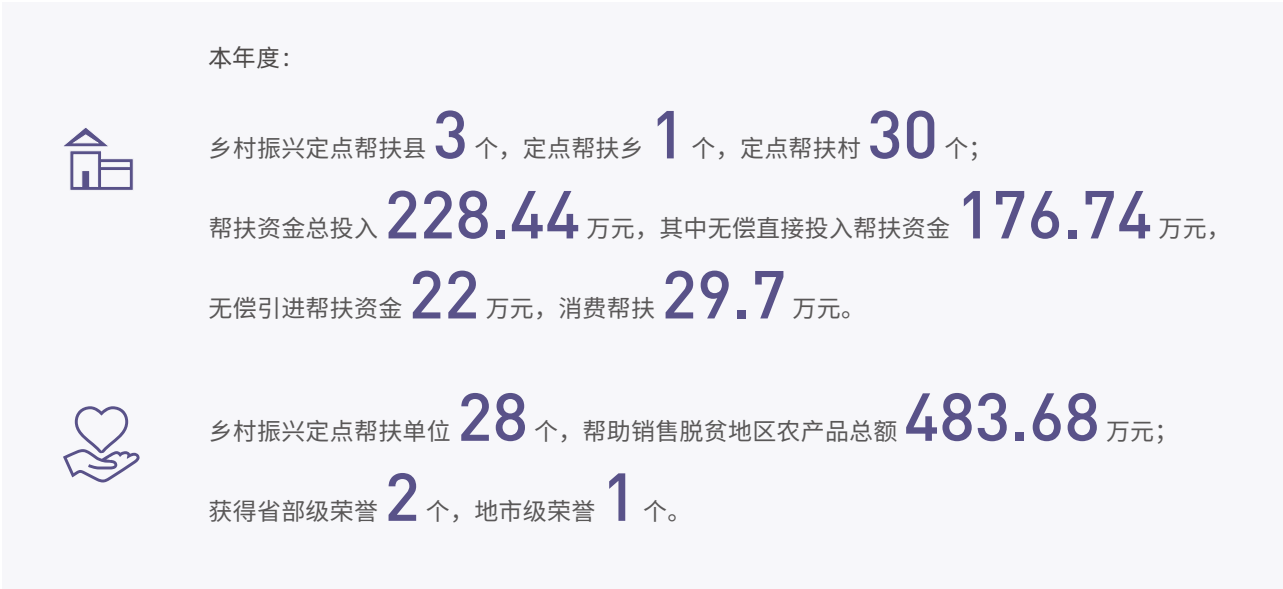 本年度：
乡村振兴定点帮扶县 3 个，定点帮扶乡 1 个，定点帮扶村 30 个；
帮扶资金总投入 228.44 万元，其中无偿直接投入帮扶资金 176.74 万元，
无偿引进帮扶资金 22 万元，消费帮扶 29.7 万元。
乡村振兴定点帮扶单位 28 个，帮助销售脱贫地区农产品总额 483.68 万元；
获得省部级荣誉 2 个，地市级荣誉 1 个。